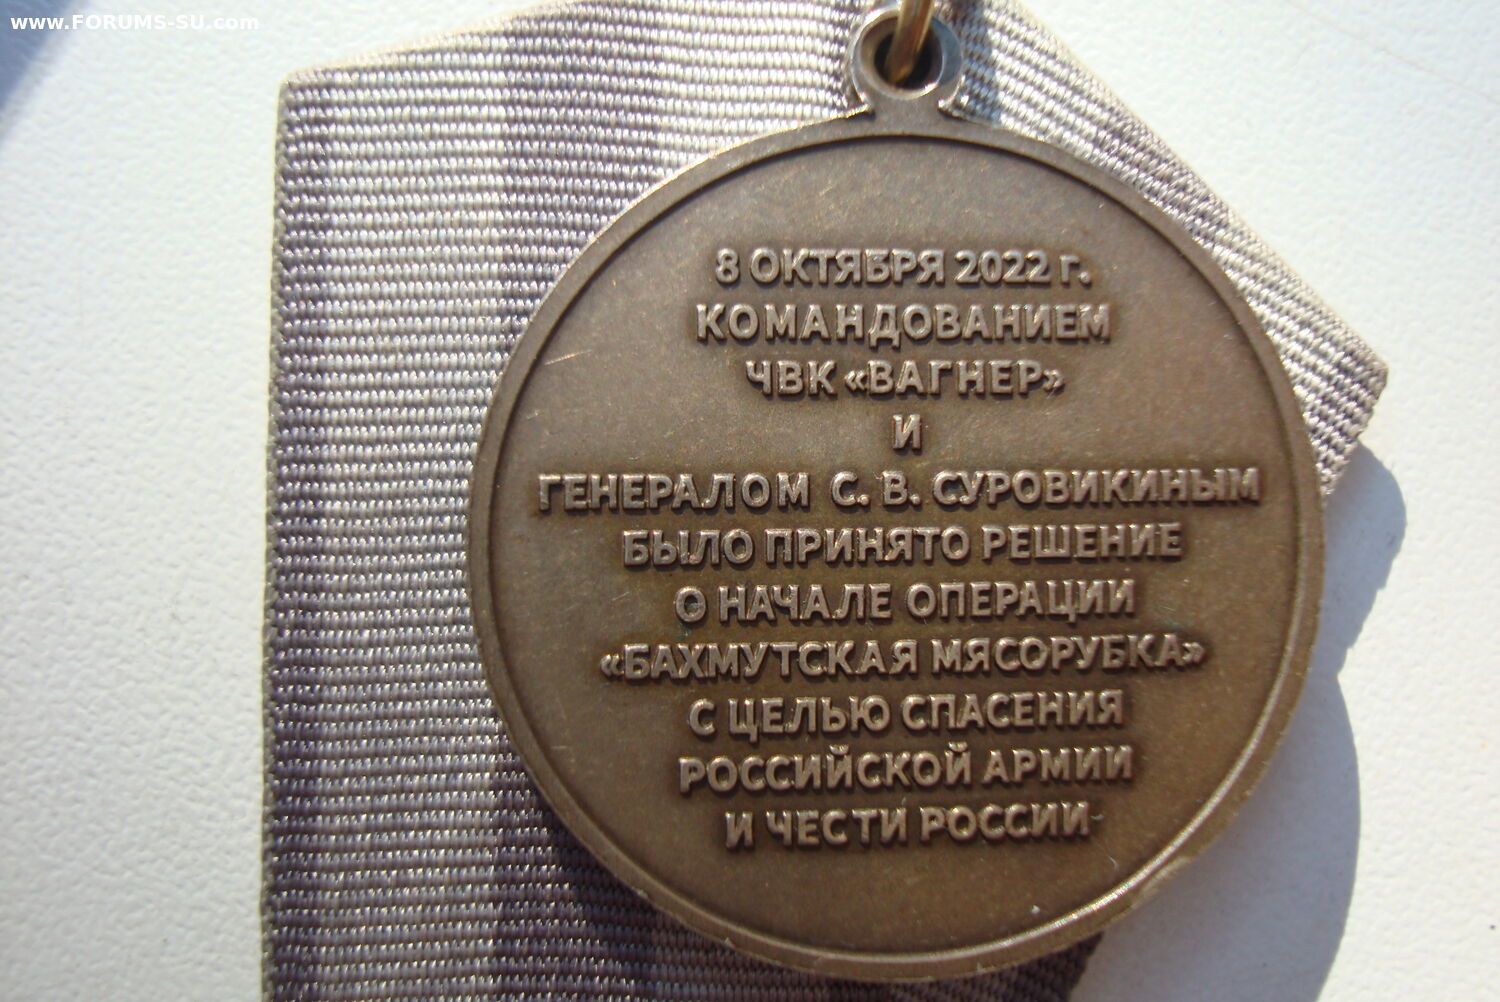 www.FORUMS-SU.com
8 ОКТЯБРЯ 2022 г.
КОМАНДОВАНИЕМ
ЧВК «ВАГНЕР»
И
ГЕНЕРАЛОМ С. В. СУРОВИКИНЫМ
БЫЛО ПРИНЯТО РЕШЕНИЕ
О НАЧАЛЕ ОПЕРАЦИИ
«БАХМУТСКАЯ МЯСОРУБКА»
С ЦЕЛЬЮ СПАСЕНИЯ
РОССИЙСКОЙ АРМИИ
И ЧЕСТИ РОССИИ